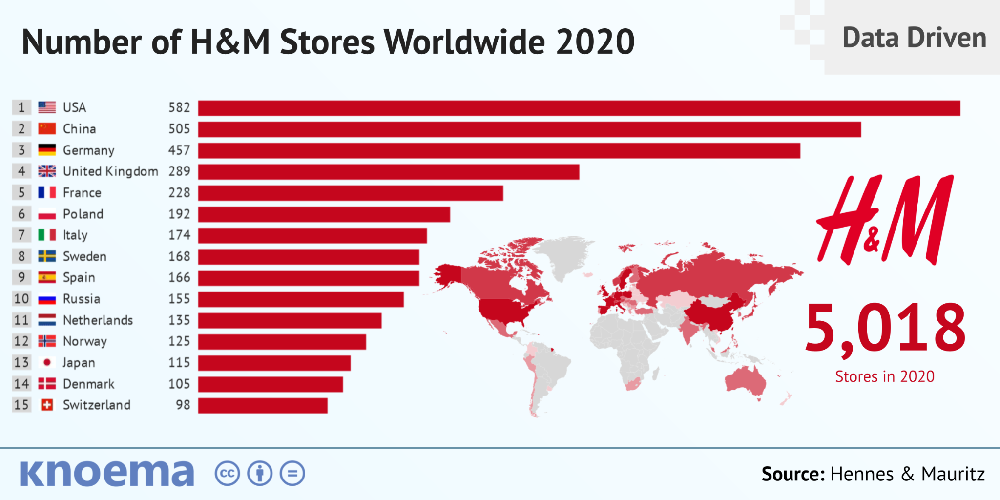 Number of H&M Stores Worldwide 2020
Data Driven
1 USA 582
2 China 505
3 Germany 457
4 United Kingdom 289
5 France 228
6 Poland 192
7 Italy 174
8 Sweden 168
9 Spain 166
10 Russia 155
11 Netherlands 135
12 Norway 125
13 Japan 115
14 Denmark 105
15 Switzerland 98
H&M
5,018
Stores in 2020
knoema
cc
Source: Hennes & Mauritz